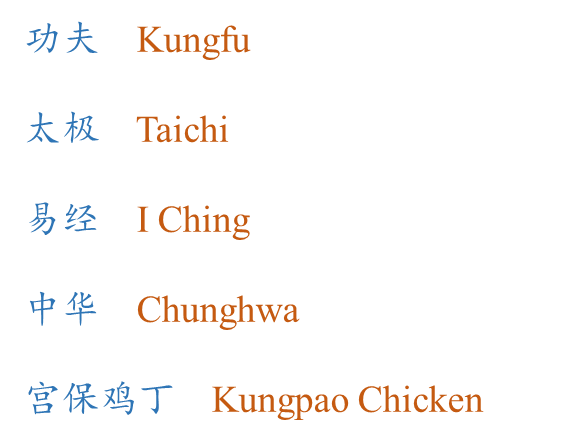 功夫 Kungfu
太极 Taichi
易经 I Ching
中华 Chunghwa
宫保鸡丁 Kungpao Chicken